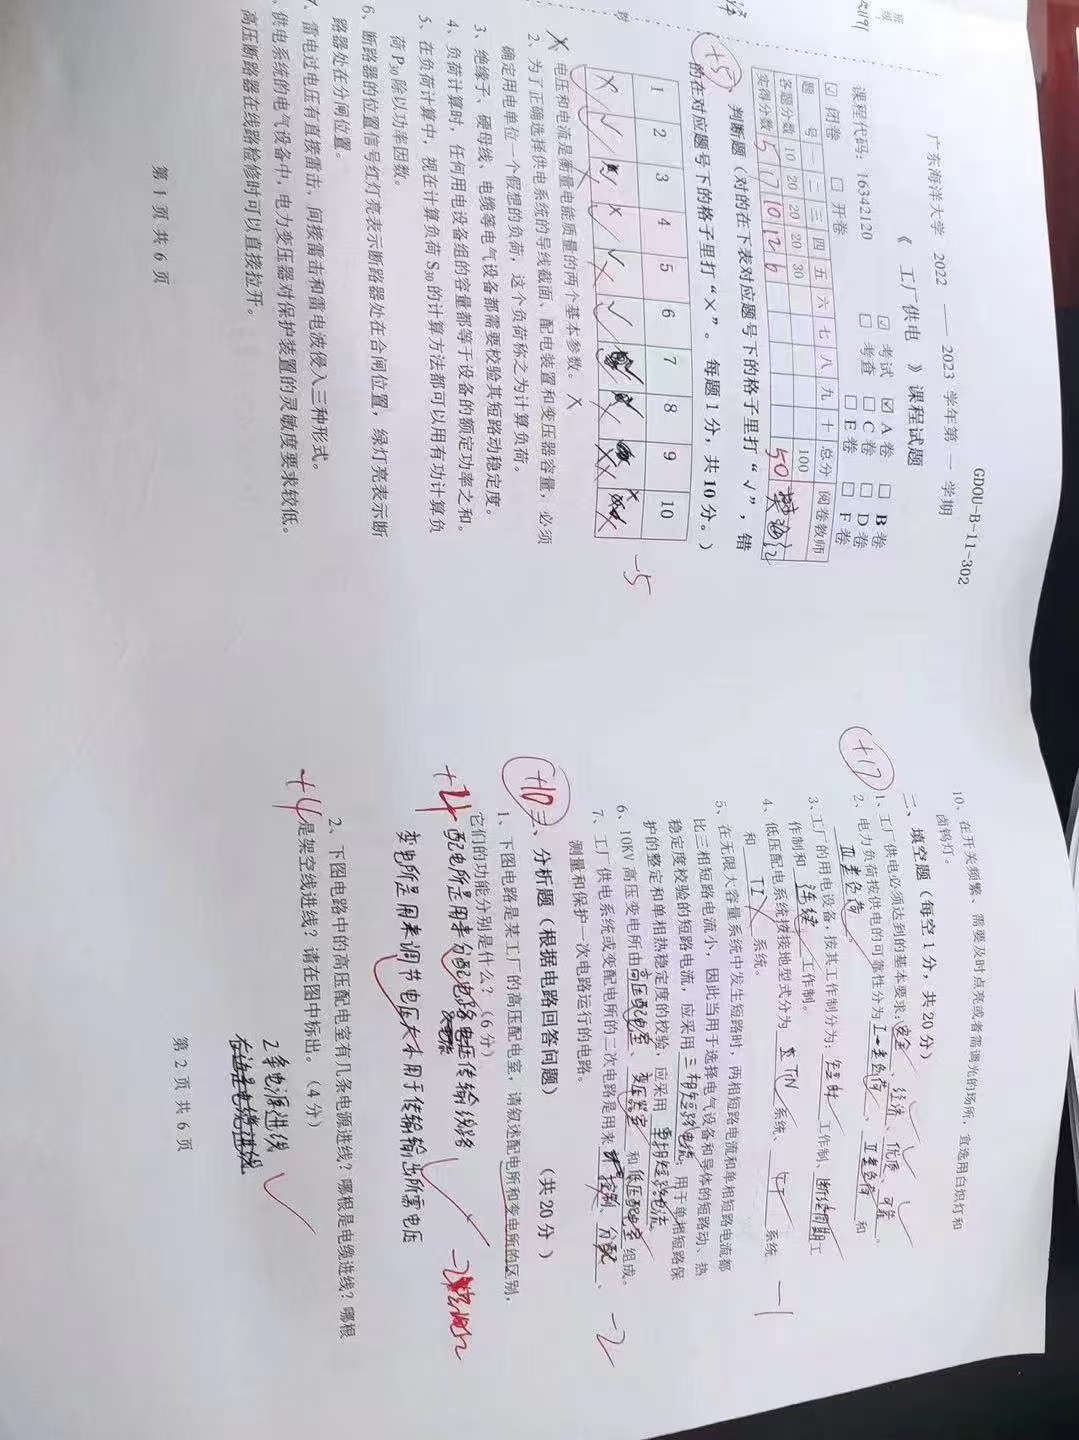 GDOU-B-11-302
广东海洋大学 2022 —— 2023 学年第 一 学期
《 工厂供电 》课程试题
课程代码: 16342120
☑ 考试 ☑ A 卷 □ B 卷
☑ 闭卷 □ 考查 □ C 卷 □ D 卷
□ 开卷 □ E 卷 □ F 卷
题 号 一 二 三 四 五 六 七 八 九 十 总分 阅卷教师
各题分数 10 20 20 20 30 100
实得分数 5 17 10 12 6 50
+5
判断题（对的在下表对应题号下的格子里打“√”，错
的在对应题号下的格子里打“×”。 每题 1 分，共 10 分。）
1 2 3 4 5 6 7 8 9 10
-5
电压和电流是衡量电能质量的两个基本参数。 ×
2、为了正确选择供电系统的导线截面、配电装置和变压器容量，必须
确定用电单位一个假想的负荷，这个负荷称之为计算负荷。
3、绝缘子、硬母线、电缆等电气设备都需要校验其短路动稳定度。
4、负荷计算时，任何用电设备组的容量都等于设备的额定功率之和。
5、在负荷计算中，视在计算负荷 S30的计算方法都可以用有功计算负
荷 P30 除以功率因数。
6、断路器的位置信号红灯亮表示断路器处在合闸位置，绿灯亮表示断
路器处在分闸位置。
7、雷电过电压有直接雷击、间接雷击和雷电波侵入三种形式。
、供电系统的电气设备中，电力变压器对保护装置的灵敏度要求较低。
高压断路器在线路检修时可以直接拉开。
第 1 页 共 6 页
10、在开关频繁、需要及时点亮或者需调光的场所，宜选用白炽灯和
卤钨灯。
+17
二、填空题（每空 1 分，共 20 分）
1、工厂供电必须达到的基本要求: 安全 、 经济 、 优质 、 可靠 。
2、电力负荷按供电的可靠性分为 I一类负荷 、 II类负荷 和
III类负荷 。
3、工厂的用电设备, 按其工作制分为: 短时 工作制、 断续周期 工
作制和 连续 工作制。
4、低压配电系统按接地型式分为 TN 系统、 TT 系统
和 TI 系统。
-1
5、在无限大容量系统中发生短路时，两相短路电流和单相短路电流都
比三相短路电流小，因此当用于选择电气设备和导体的短路动、热
稳定度校验的短路电流，应采用 三相短路电流，用于单相短路保
护的整定和单相热稳定度的校验，应采用 单相短路电流
6、10KV 高压变电所由 高压配电室 、 变压器室 和 低压配电室 组成。
7、工厂供电系统或变配电所的二次电路是用来 控制 、 分配 、
测量和保护一次电路运行的电路。
-2
+10
三、分析题（根据电路回答问题） （共 20 分 ）
1、下图电路是某工厂的高压配电室，请勾述配电所和变电所的区别，
它们的功能分别是什么？（6 分）
+4
配电所是用来分配电路电压传输线路
变电所是用来调节电压大小用于传输输出所需电压
-2
2、下图电路中的高压配电室有几条电源进线？哪根是电缆进线？哪根
是架空线进线？请在图中标出。（4 分）
+4
2条电源进线
第 2 页 共 6 页